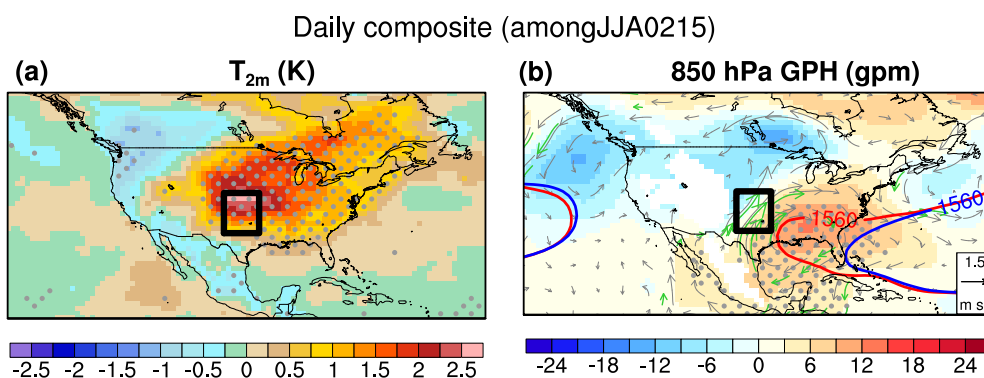 Daily composite (amongJJA0215)
(a) T2m (K)
(b) 850 hPa GPH (gpm)
1560
1560
1.5
m s
-2.5 -2 -1.5 -1 -0.5 0 0.5 1 1.5 2 2.5
-24 -18 -12 -6 0 6 12 18 24